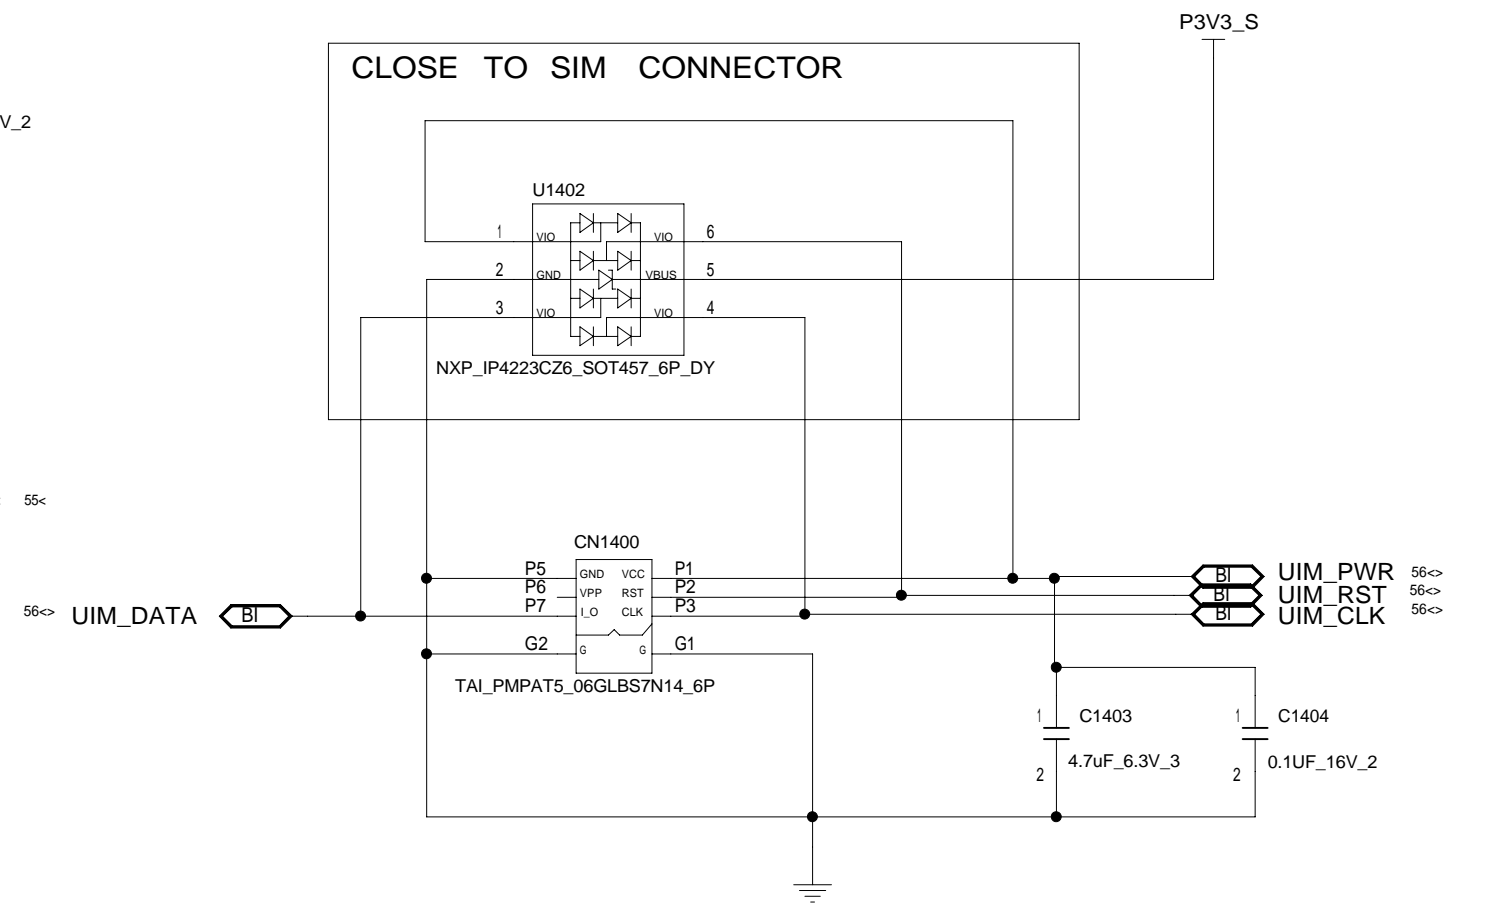 P3V3_S
CLOSE TO SIM CONNECTOR
V_2
U1402
1 VIO VIO 6
2 GND VBUS 5
3 VIO VIO 4
NXP_IP4223CZ6_SOT457_6P_DY
55<
CN1400
P5 GND VCC P1
P6 VPP RST P2
P7 I_O CLK P3
G2 G G G1
TAI_PMPAT5_06GLBS7N14_6P
56<> UIM_DATA BI
BI UIM_PWR 56<>
BI UIM_RST 56<>
BI UIM_CLK 56<>
1 C1403
4.7uF_6.3V_3
2
1 C1404
0.1UF_16V_2
2